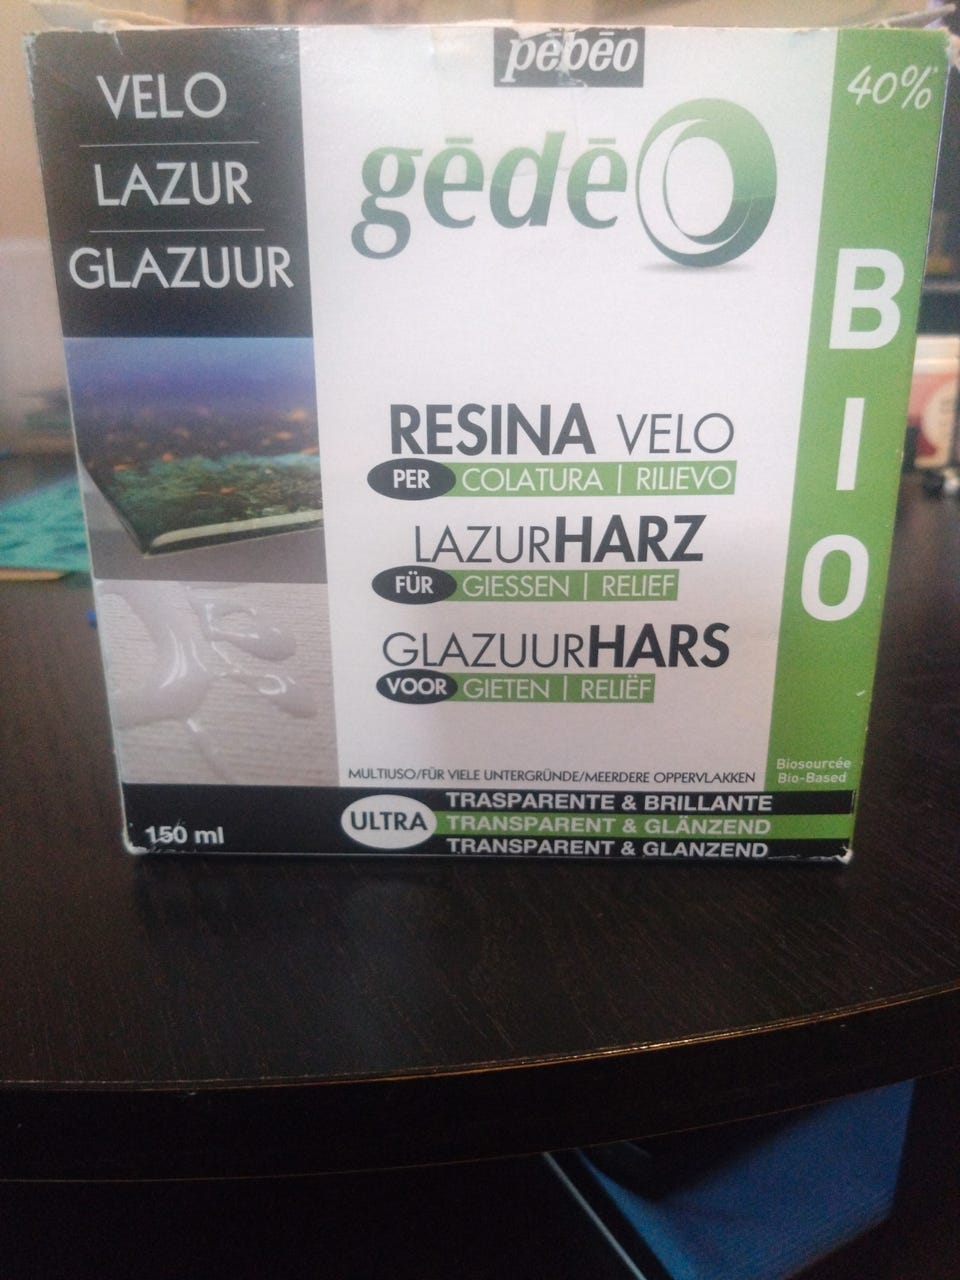 pēbēo
VELO
LAZUR
GLAZUUR
gēdēO
40%*
BIO
RESINA VELO
PER COLATURA | RILIEVO
LAZURHARZ
FÜR GIESSEN | RELIEF
GLAZUURHARS
VOOR GIETEN | RELIËF
Biosourcée
Bio-Based
MULTIUSO/FÜR VIELE UNTERGRÜNDE/MEERDERE OPPERVLAKKEN
150 ml
ULTRA
TRASPARENTE & BRILLANTE
TRANSPARENT & GLÄNZEND
TRANSPARENT & GLANZEND